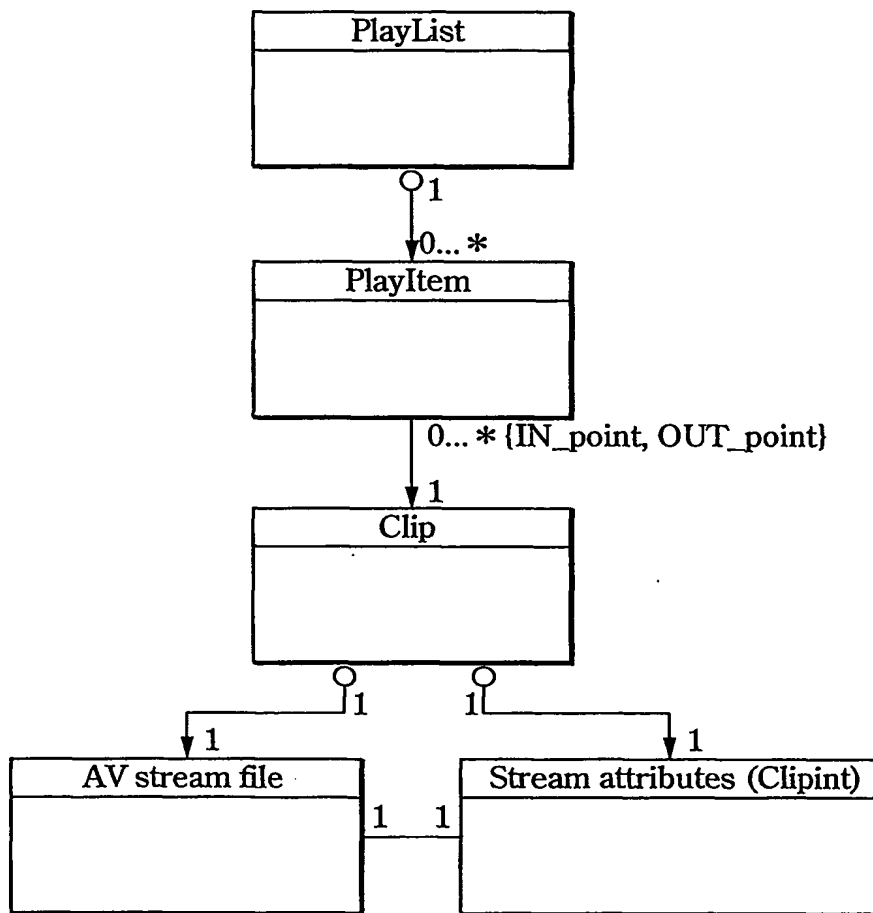 PlayList
1
0... *
PlayItem
0... * {IN_point, OUT_point}
1
Clip
1 1
1 1
AV stream file Stream attributes (Clipint)
1 1